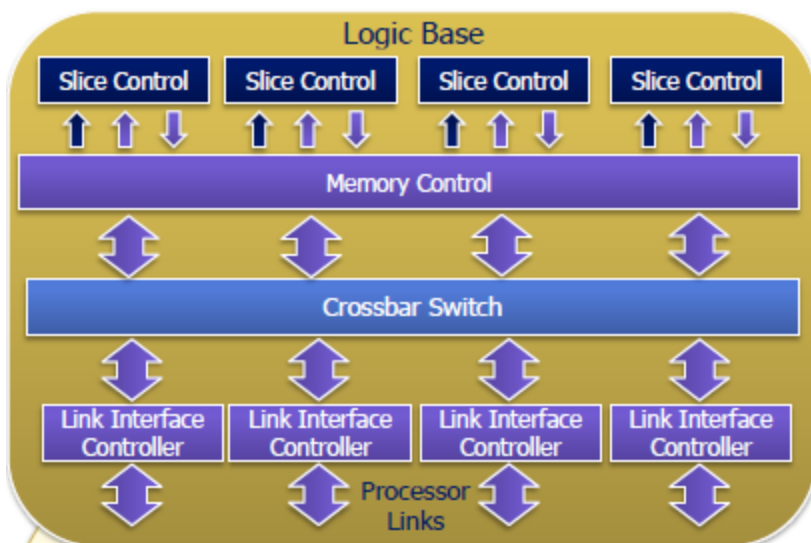 Logic Base
Slice Control
Slice Control
Slice Control
Slice Control
Memory Control
Crossbar Switch
Link Interface
Controller
Link Interface
Controller
Link Interface
Controller
Link Interface
Controller
Processor
Links